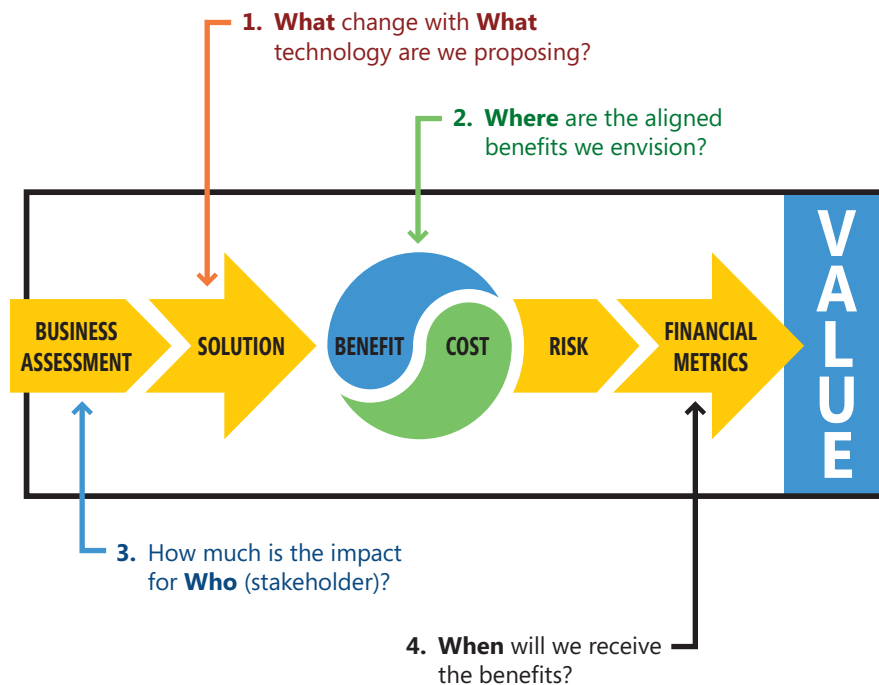 1. What change with What
technology are we proposing?
2. Where are the aligned
benefits we envision?
BUSINESS
ASSESSMENT
SOLUTION
BENEFIT
COST
RISK
FINANCIAL
METRICS
VALUE
3. How much is the impact
for Who (stakeholder)?
4. When will we receive
the benefits?